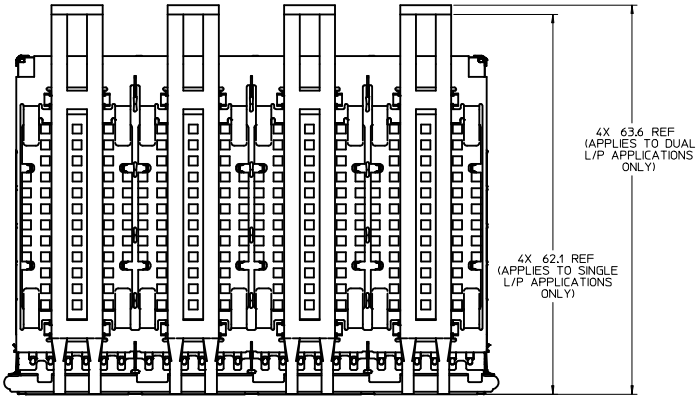 4X 63.6 REF
(APPLIES TO DUAL
L/P APPLICATIONS
ONLY)
4X 62.1 REF
(APPLIES TO SINGLE
L/P APPLICATIONS
ONLY)